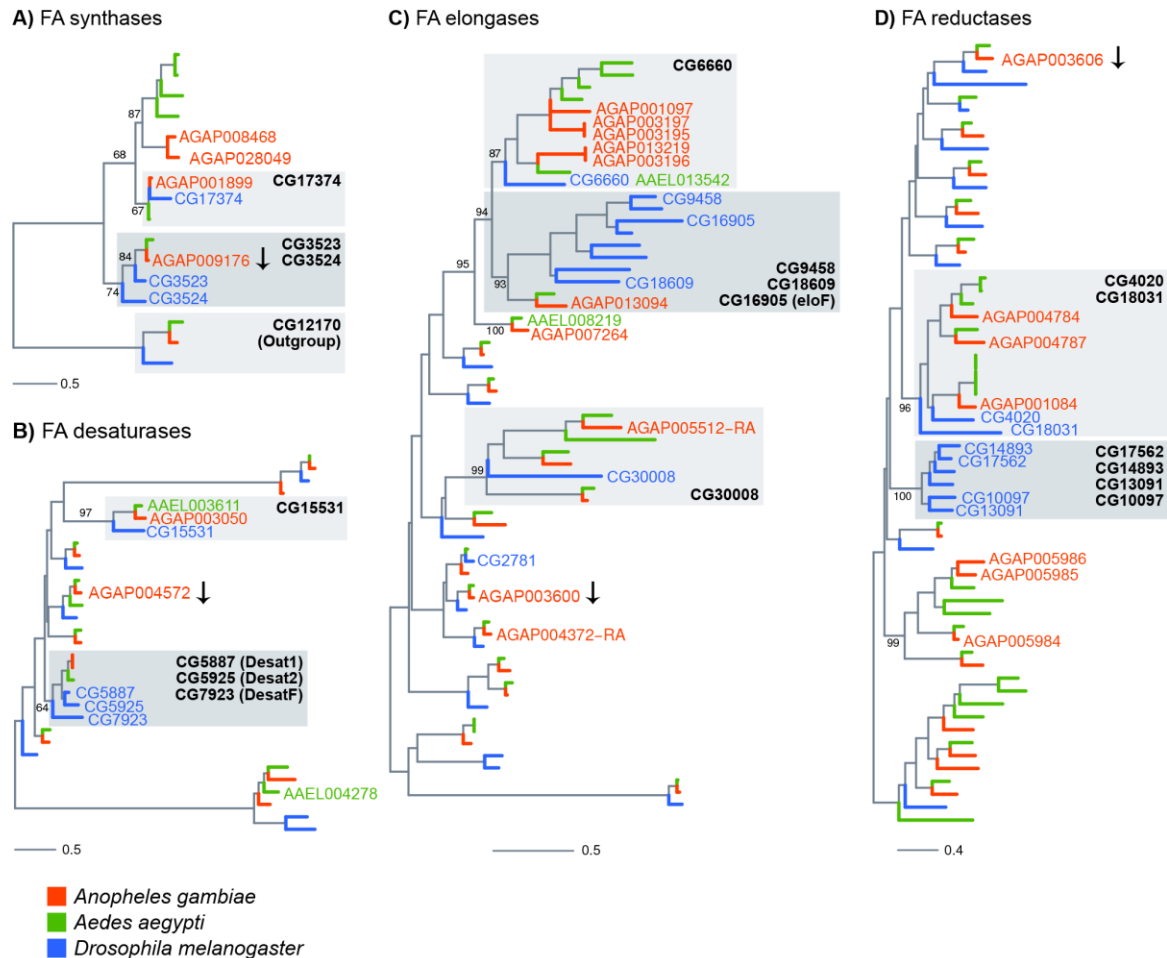 A) FA synthases
87
68
AGAP008468
AGAP028049
AGAP001899
CG17374
CG17374
67
84
AGAP009176 ↓
CG3523
CG3524
CG3523
CG3524
74
CG12170
(Outgroup)
0.5
B) FA desaturases
97
AAEL003611
AGAP003050
CG15531
CG15531
AGAP004572 ↓
CG5887 (Desat1)
CG5925 (Desat2)
CG7923 (DesatF)
CG5887
CG5925
CG7923
64
AAEL004278
0.5
C) FA elongases
CG6660
AGAP001097
AGAP003197
AGAP003195
AGAP013219
AGAP003196
87
CG6660 AAEL013542
94
CG9458
CG16905
95
CG18609
93
AGAP013094
CG9458
CG18609
CG16905 (eloF)
AAEL008219
100
AGAP007264
AGAP005512-RA
99
CG30008
CG30008
CG2781
AGAP003600 ↓
AGAP004372-RA
0.5
D) FA reductases
AGAP003606 ↓
CG4020
CG18031
AGAP004784
AGAP004787
96
AGAP001084
CG4020
CG18031
CG14893
CG17562
CG10097
CG13091
100
CG17562
CG14893
CG13091
CG10097
AGAP005986
AGAP005985
AGAP005984
99
0.4
Anopheles gambiae
Aedes aegypti
Drosophila melanogaster